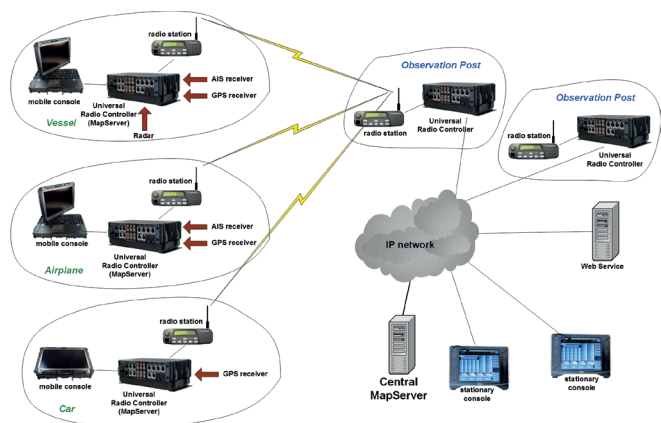 radio station
AIS receiver
GPS receiver
mobile console
Universal
Radio Controller
(MapServer)
Vessel
Radar
Observation Post
radio station
Universal
Radio Controller
Observation Post
radio station
Universal
Radio Controller
radio station
AIS receiver
GPS receiver
mobile console
Universal
Radio Controller
(MapServer)
Airplane
IP network
Web Service
radio station
GPS receiver
mobile console
Universal
Radio Controller
(MapServer)
Car
Central
MapServer
stationary
console
stationary
console